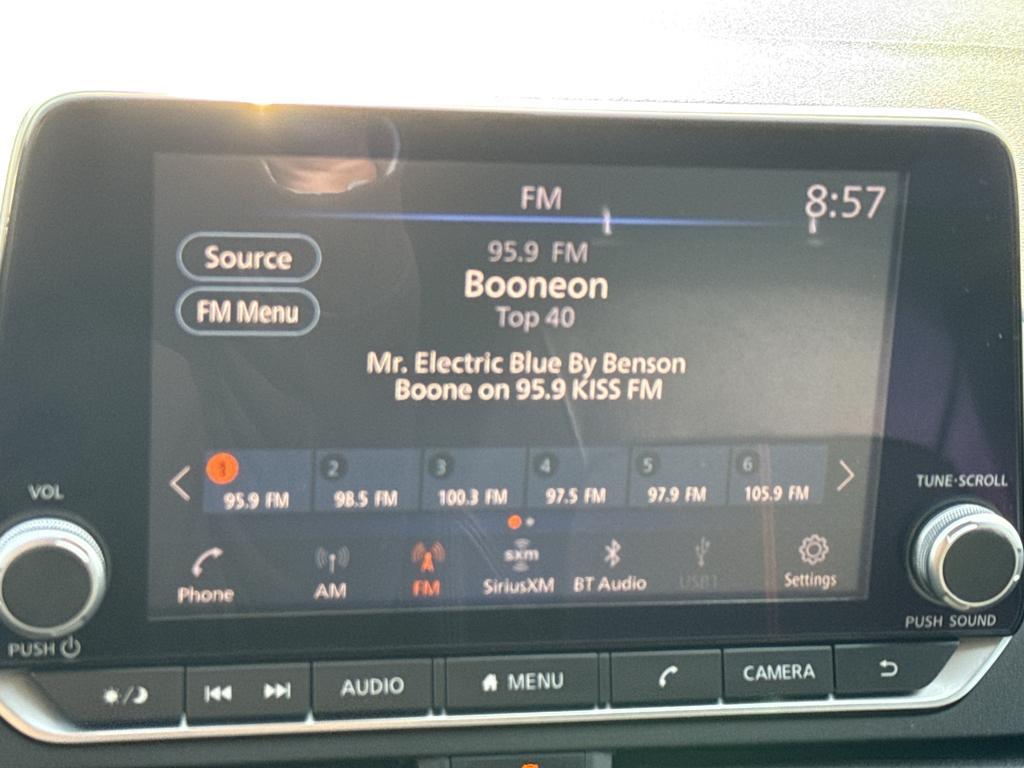 FM
8:57
Source
FM Menu
95.9 FM
Booneon
Top 40
Mr. Electric Blue By Benson
Boone on 95.9 KISS FM
1 2 3 4 5 6
95.9 FM 98.5 FM 100.3 FM 97.5 FM 97.9 FM 105.9 FM
sxm
Phone AM FM SiriusXM BT Audio USB1 Settings
VOL
PUSH
TUNE·SCROLL
PUSH SOUND
AUDIO MENU CAMERA